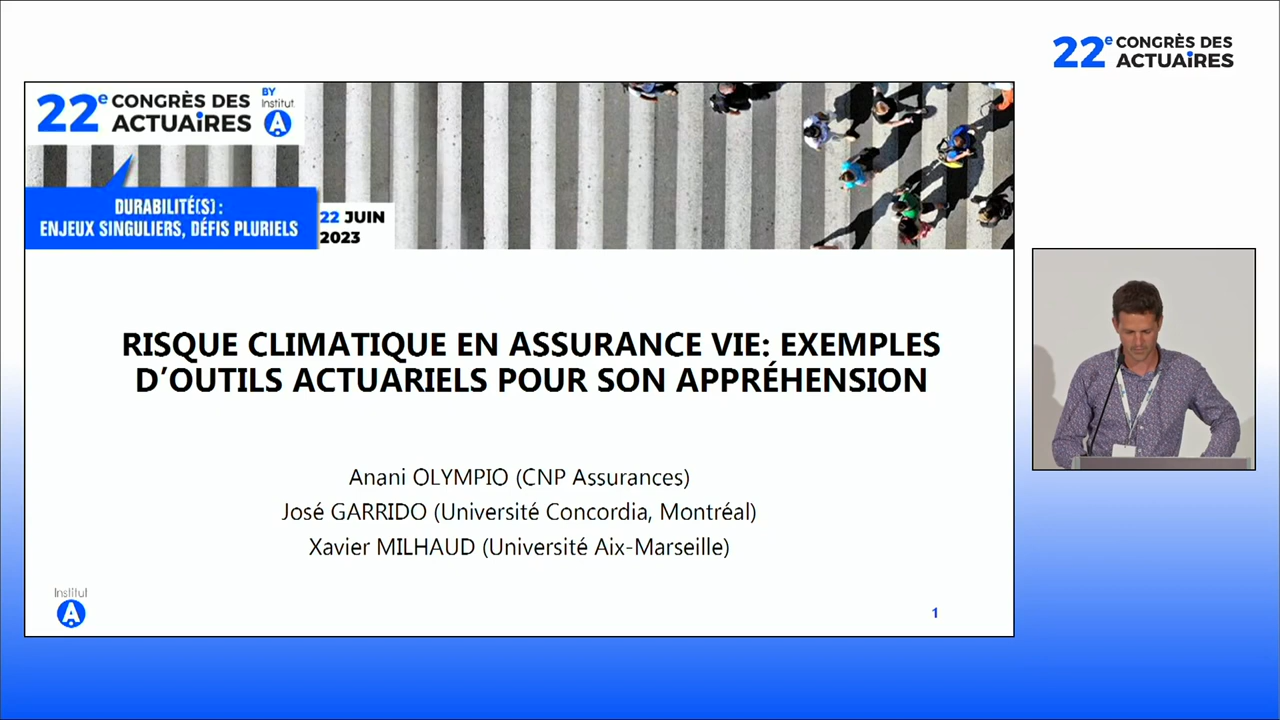 22e CONGRÈS DES
ACTUAIRES
22e CONGRÈS DES
ACTUAIRES
BY
Institut
A
DURABILITÉ(S) :
ENJEUX SINGULIERS, DÉFIS PLURIELS
22 JUIN
2023
RISQUE CLIMATIQUE EN ASSURANCE VIE: EXEMPLES
D’OUTILS ACTUARIELS POUR SON APPRÉHENSION
Anani OLYMPIO (CNP Assurances)
José GARRIDO (Université Concordia, Montréal)
Xavier MILHAUD (Université Aix-Marseille)
Institut
A
1